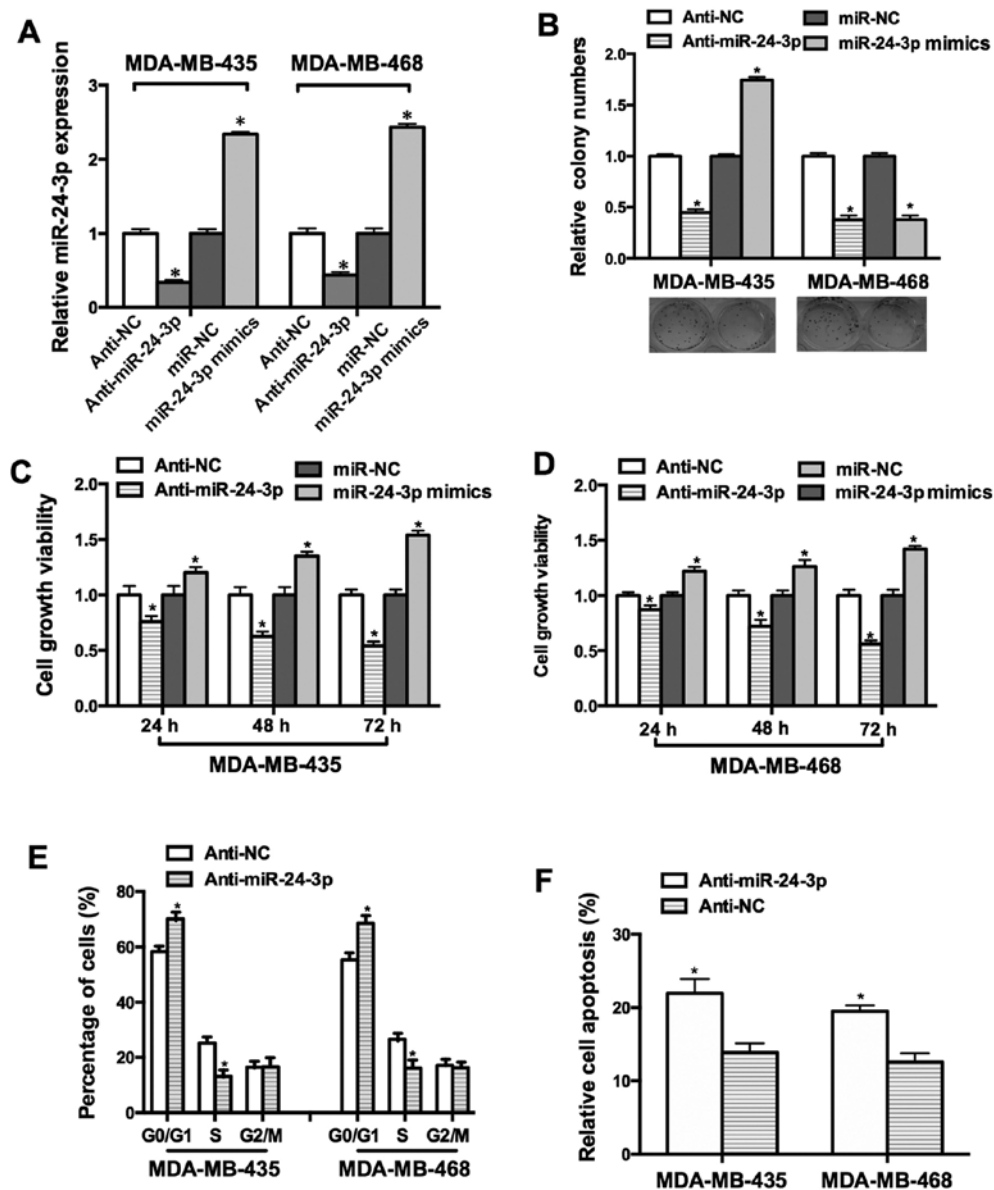 A
MDA-MB-435 MDA-MB-468
Relative miR-24-3p expression
3
2
1
0
* * * *
Anti-NC
Anti-miR-24-3p
miR-NC
miR-24-3p mimics
Anti-NC
Anti-miR-24-3p
miR-NC
miR-24-3p mimics
B
Anti-NC miR-NC
Anti-miR-24-3p miR-24-3p mimics
Relative colony numbers
2.0
1.5
1.0
0.5
0.0
* * * *
MDA-MB-435 MDA-MB-468
C
Anti-NC miR-NC
Anti-miR-24-3p miR-24-3p mimics
Cell growth viability
2.0
1.5
1.0
0.5
0.0
* * * * * *
24 h 48 h 72 h
MDA-MB-435
D
Anti-NC miR-NC
Anti-miR-24-3p miR-24-3p mimics
Cell growth viability
2.0
1.5
1.0
0.5
0.0
* * * * * *
24 h 48 h 72 h
MDA-MB-468
E
Anti-NC
Anti-miR-24-3p
Percentage of cells (%)
80
60
40
20
0
* * * *
G0/G1 S G2/M G0/G1 S G2/M
MDA-MB-435 MDA-MB-468
F
Anti-miR-24-3p
Anti-NC
Relative cell apoptosis (%)
30
20
10
0
* *
MDA-MB-435 MDA-MB-468